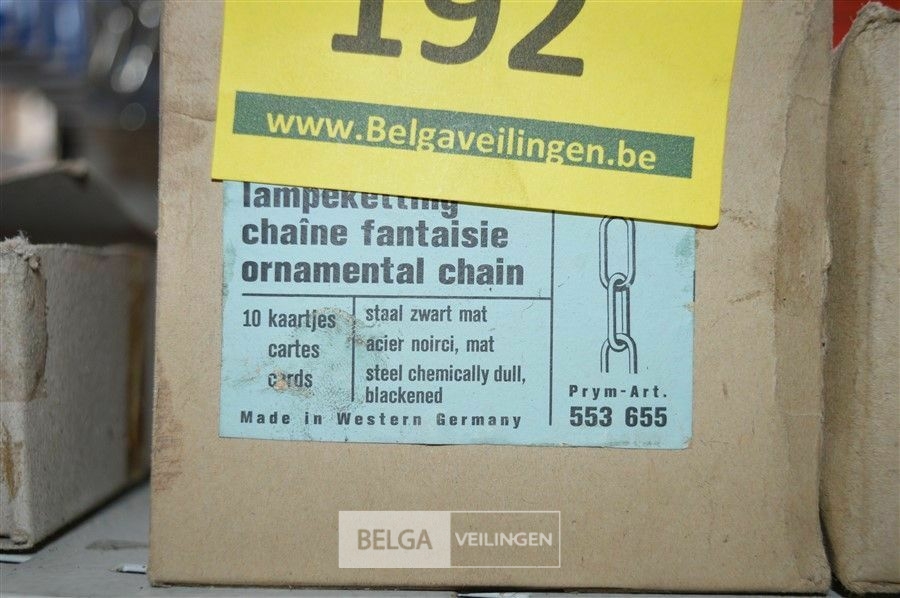 192
www.Belgaveilingen.be
lampeketting
chaîne fantaisie
ornamental chain
10 kaartjes
cartes
cards
staal zwart mat
acier noirci, mat
steel chemically dull,
blackened
Made in Western Germany
Prym-Art.
553 655
BELGA VEILINGEN